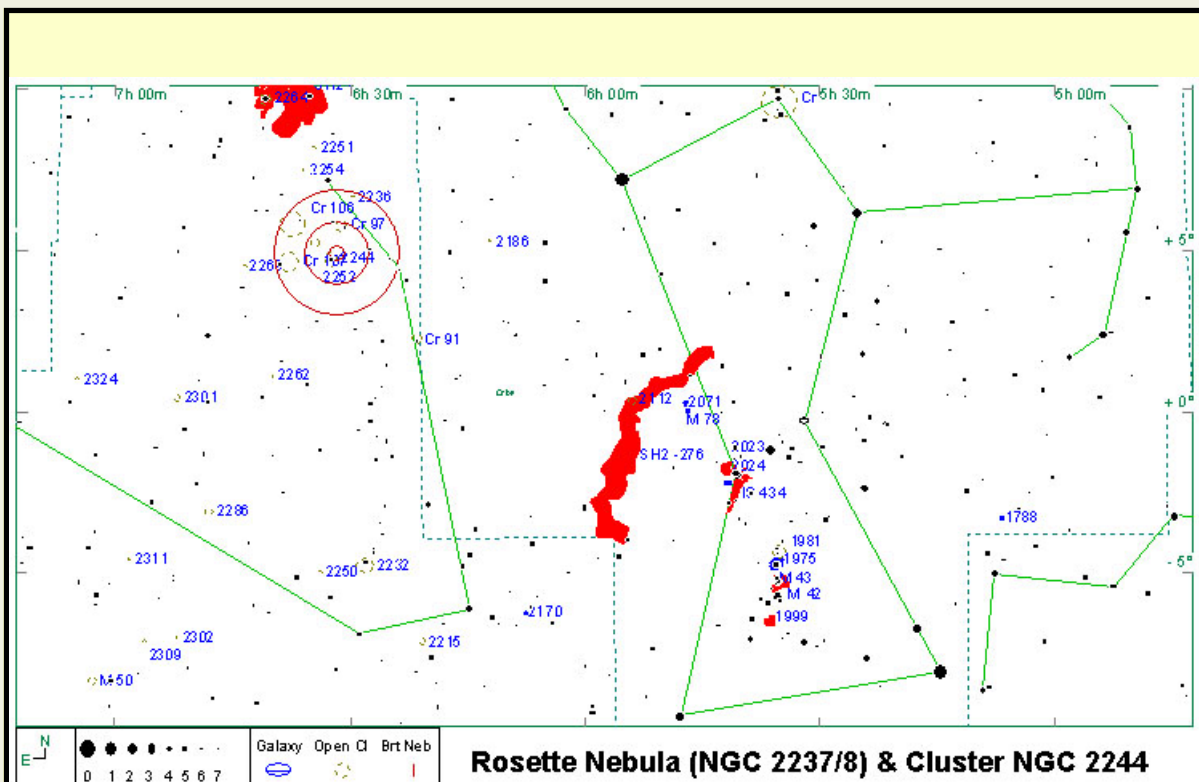 7h 00m
6h 30m
6h 00m
5h 30m
5h 00m
2264
Cr
2251
2254
2236
Cr 106
Cr 97
2186
+ 5°
2244
2252
Cr 91
2324
2262
2301
2112
2071
+ 0°
M 78
2023
SH2 -276
2024
IC 434
2286
1788
1981
2311
1975
2250
2232
- 5°
M 43
M 42
2170
1999
2302
2215
2309
M 50
N
E
Galaxy Open Cl Brt Neb
0 1 2 3 4 5 6 7
Rosette Nebula (NGC 2237/8) & Cluster NGC 2244